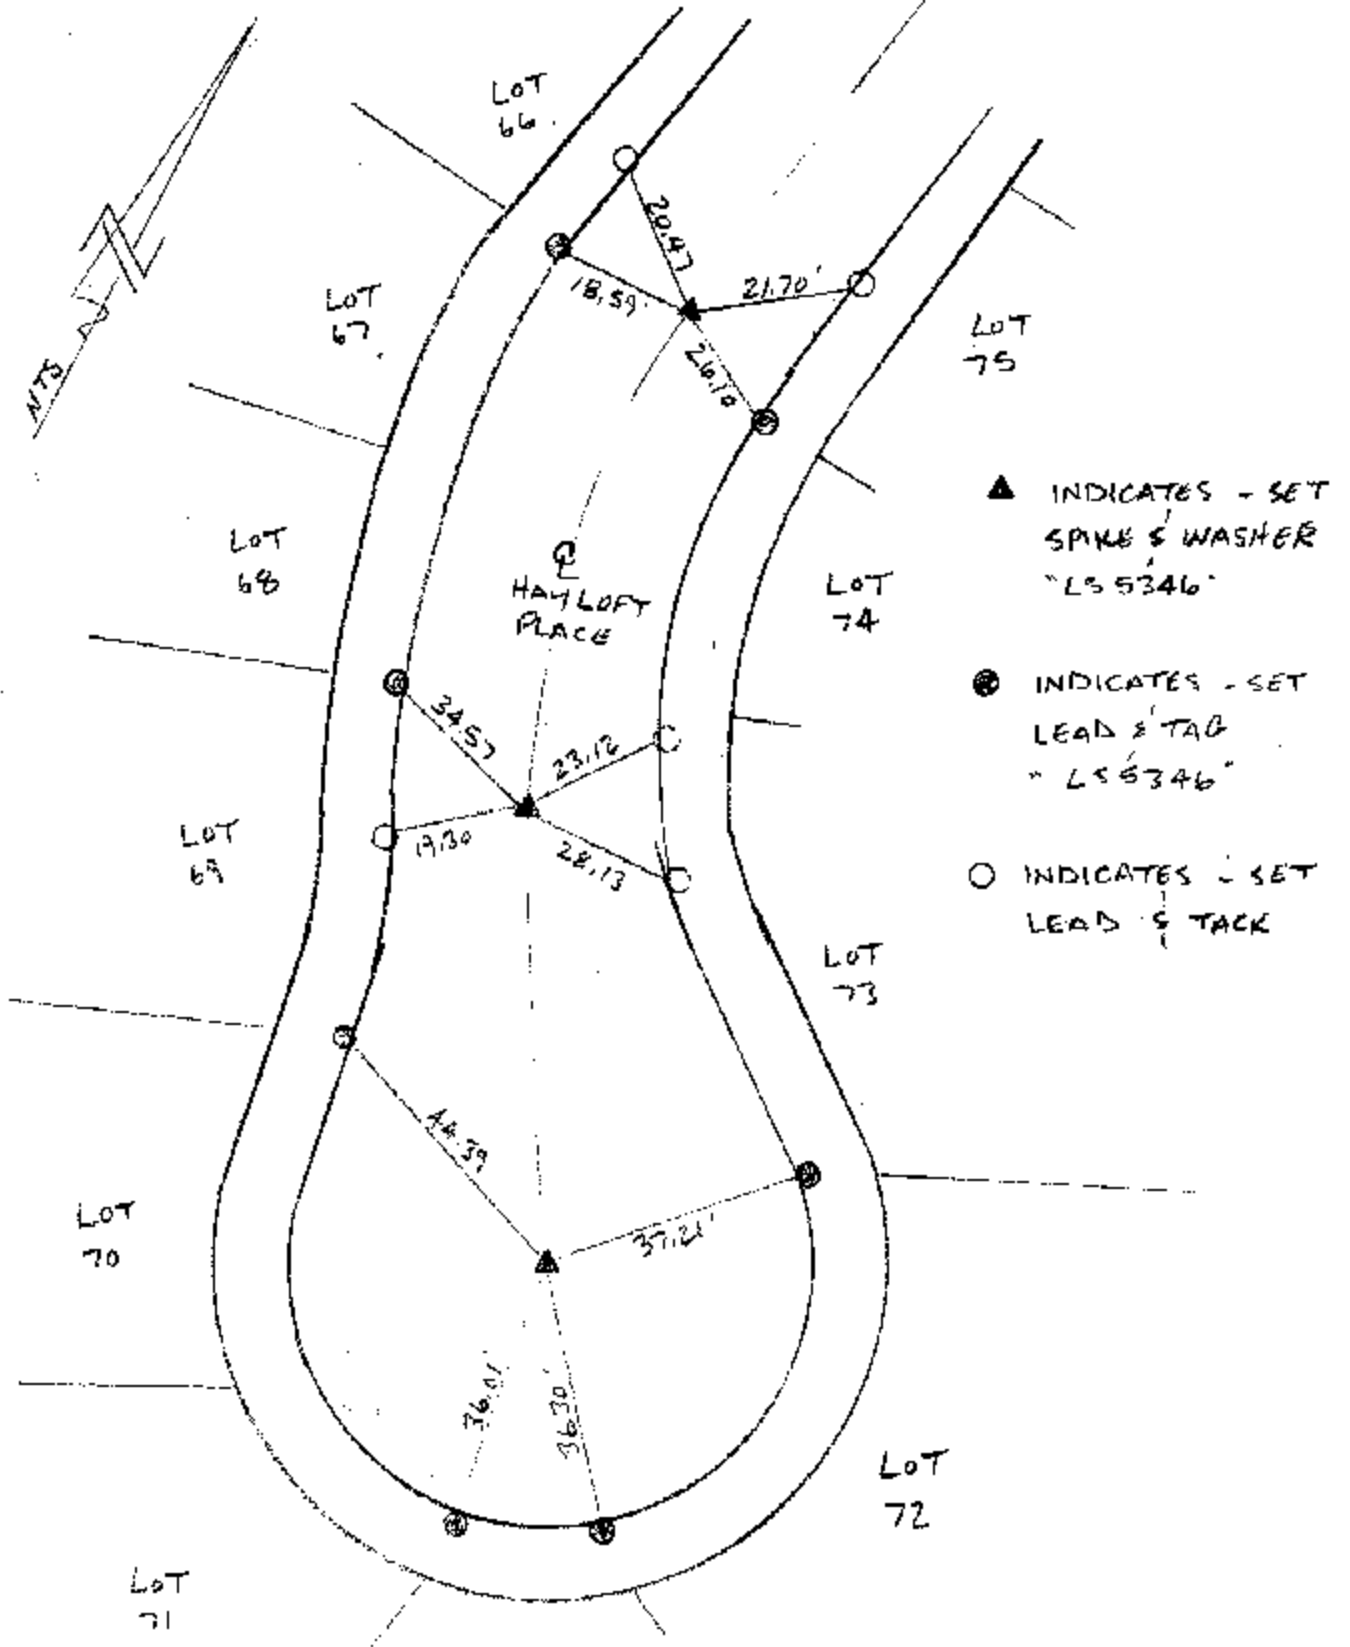 LOT
66
20.47
18.59'
21.70'
26.10
LOT
67
NTS
LOT
75
LOT
68
℄
HAYLOFT
PLACE
LOT
74
▲ INDICATES - SET
SPIKE & WASHER
"LS 5346"
INDICATES - SET
LEAD & TAG
"LS 5346"
○ INDICATES - SET
LEAD & TACK
34.57
23.12
19.30
28.13
LOT
69
LOT
73
44.39
37.21'
LOT
70
36.01'
36.30'
LOT
72
LOT
71